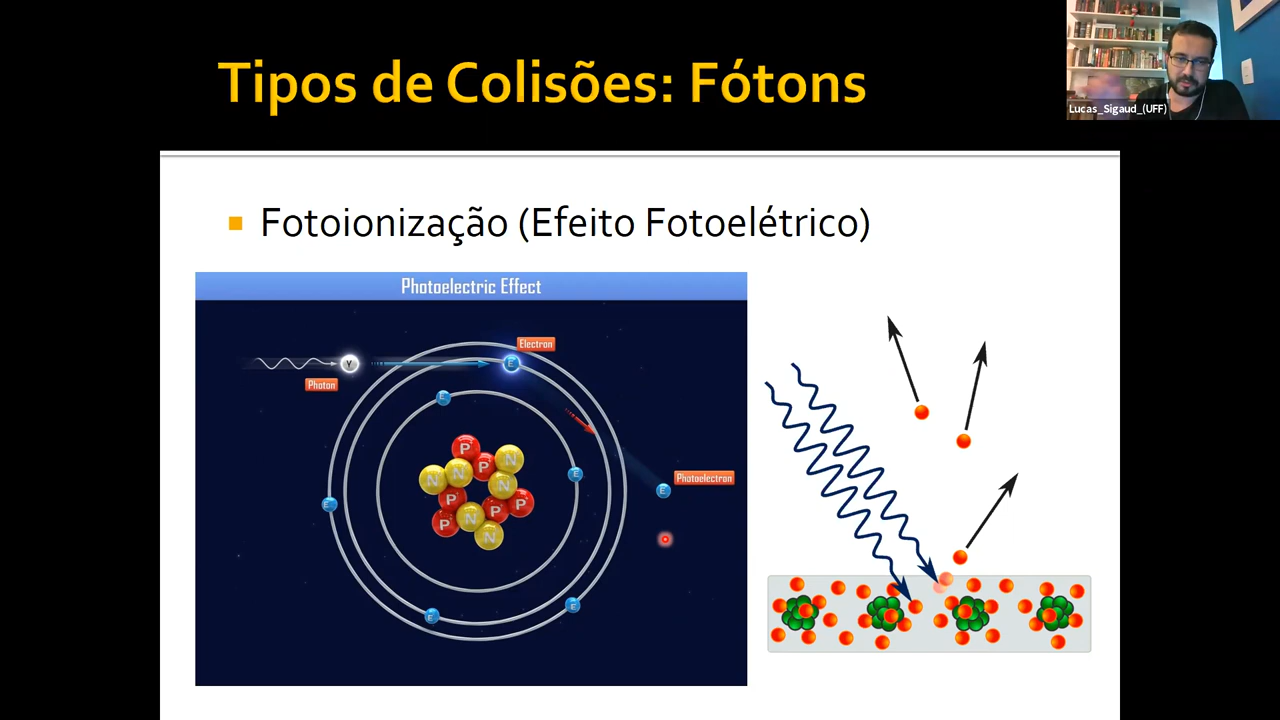 Tipos de Colisões: Fótons
Lucas_Sigaud_(UFF)
Fotoionização (Efeito Fotoelétrico)
Photoelectric Effect
Electron
γ
E⁻
Photon
E⁻
P
N
P
N
N
E⁻
N
Photoelectron
P
P
P
E⁻
E⁻
P
N
N
E⁻
E⁻